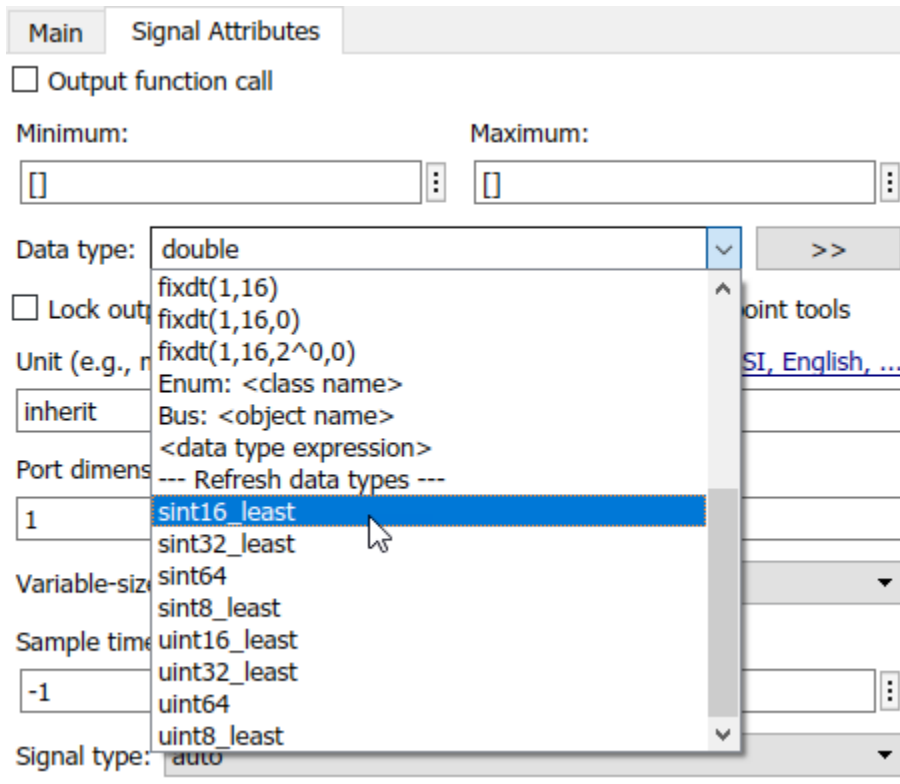 Main Signal Attributes
Output function call
Minimum: Maximum:
[] []
Data type: double >>
fixdt(1,16)
Lock out oint tools
fixdt(1,16,0)
fixdt(1,16,2^0,0)
Unit (e.g., SI, English, ...
Enum: <class name>
inherit
Bus: <object name>
<data type expression>
Port dimens
--- Refresh data types ---
1
sint16_least
sint32_least
Variable-size
sint64
sint8_least
Sample time
uint16_least
uint32_least
-1
uint64
uint8_least
Signal type: auto